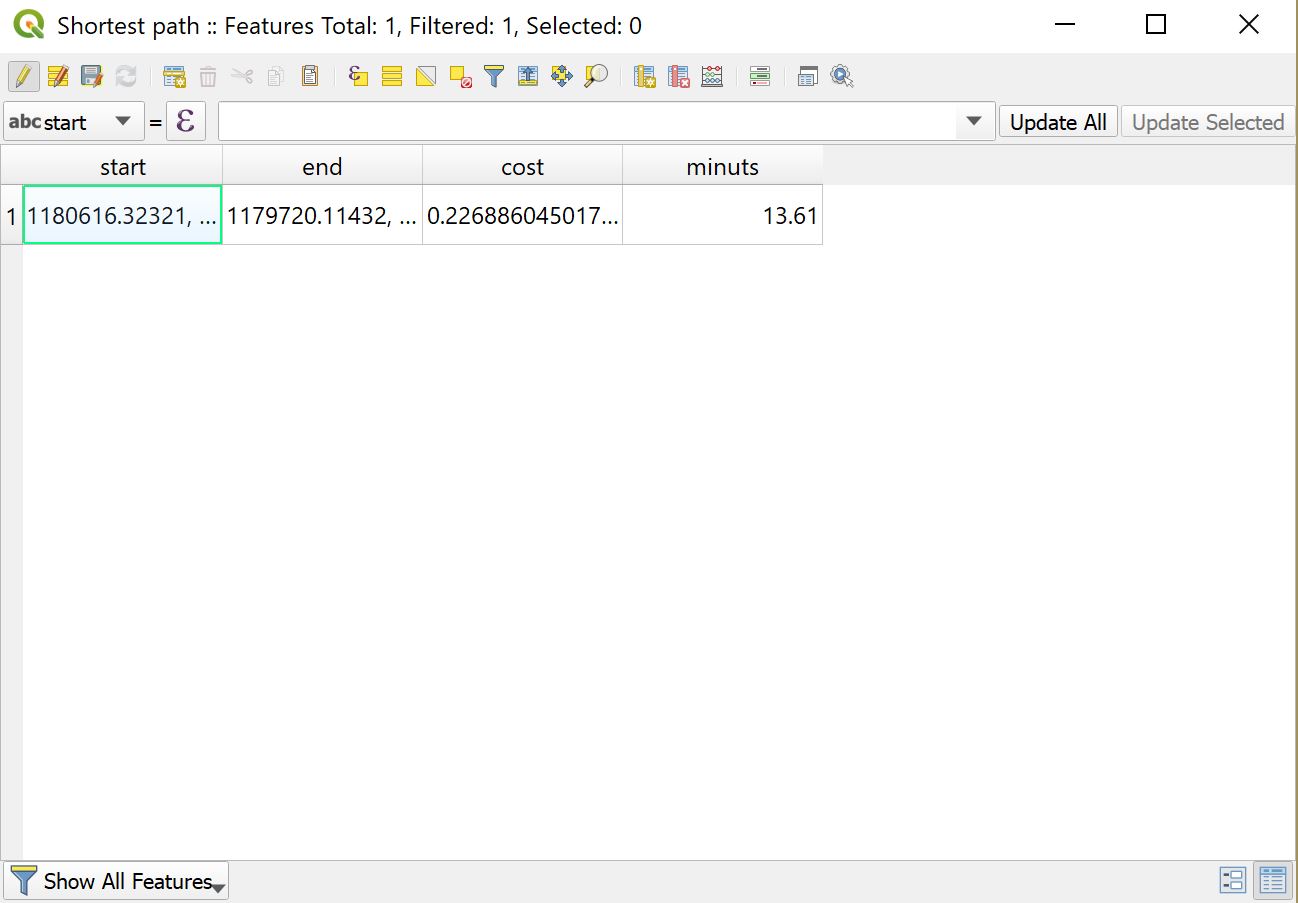 Shortest path :: Features Total: 1, Filtered: 1, Selected: 0
abc start = ε Update All Update Selected
start end cost minuts
1 1180616.32321, ... 1179720.11432, ... 0.226886045017... 13.61
Show All Features